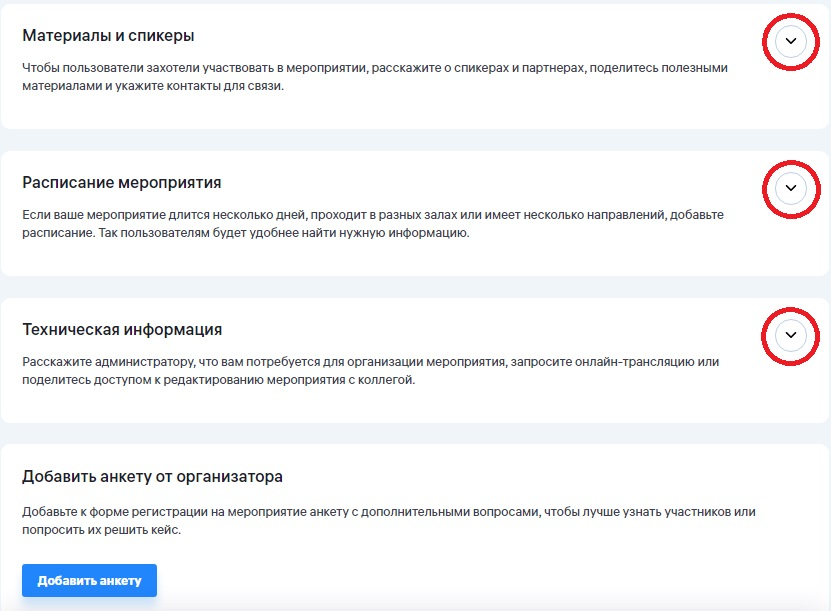 Материалы и спикеры
Чтобы пользователи захотели участвовать в мероприятии, расскажите о спикерах и партнерах, поделитесь полезными
материалами и укажите контакты для связи.
Расписание мероприятия
Если ваше мероприятие длится несколько дней, проходит в разных залах или имеет несколько направлений, добавьте
расписание. Так пользователям будет удобнее найти нужную информацию.
Техническая информация
Расскажите администратору, что вам потребуется для организации мероприятия, запросите онлайн-трансляцию или
поделитесь доступом к редактированию мероприятия с коллегой.
Добавить анкету от организатора
Добавьте к форме регистрации на мероприятие анкету с дополнительными вопросами, чтобы лучше узнать участников или
попросить их решить кейс.
Добавить анкету